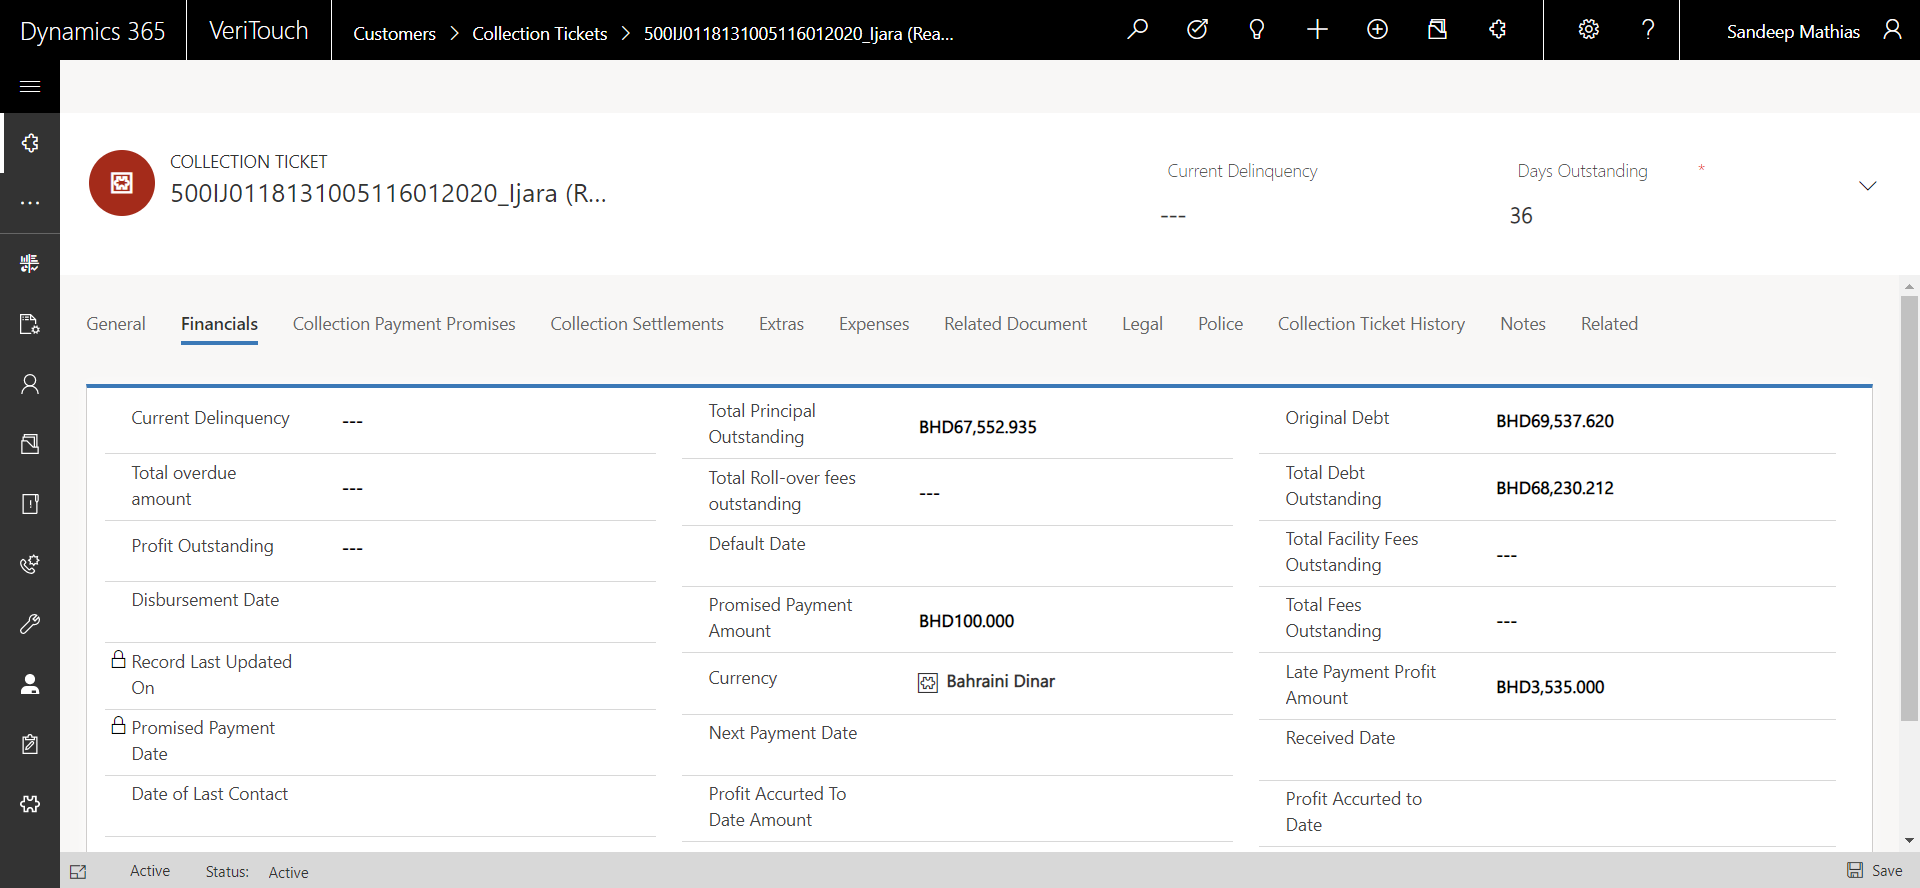 Dynamics 365
VeriTouch
Customers > Collection Tickets > 500IJ0118131005116012020_Ijara (Rea...
Sandeep Mathias
COLLECTION TICKET
500IJ0118131005116012020_Ijara (R...
Current Delinquency
---
Days Outstanding *
36
General
Financials
Collection Payment Promises
Collection Settlements
Extras
Expenses
Related Document
Legal
Police
Collection Ticket History
Notes
Related
Current Delinquency
---
Total overdue
amount
---
Profit Outstanding
---
Disbursement Date
Record Last Updated
On
Promised Payment
Date
Date of Last Contact
Total Principal
Outstanding
BHD67,552.935
Total Roll-over fees
outstanding
---
Default Date
Promised Payment
Amount
BHD100.000
Currency
Bahraini Dinar
Next Payment Date
Profit Accurted To
Date Amount
Original Debt
BHD69,537.620
Total Debt
Outstanding
BHD68,230.212
Total Facility Fees
Outstanding
---
Total Fees
Outstanding
---
Late Payment Profit
Amount
BHD3,535.000
Received Date
Profit Accurted to
Date
Active
Status: Active
Save